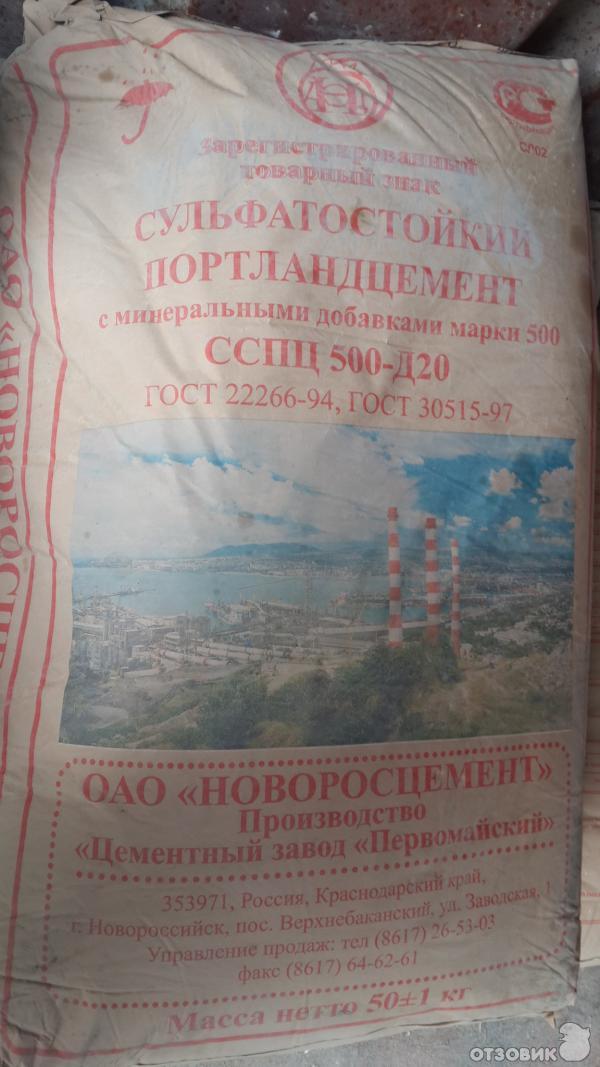 зарегистрированный
товарный знак
СЛ02
СУЛЬФАТОСТОЙКИЙ
ПОРТЛАНДЦЕМЕНТ
с минеральными добавками марки 500
ССПЦ 500-Д20
ГОСТ 22266-94, ГОСТ 30515-97
ОАО «НОВОРОСЦЕМЕНТ»
Производство
«Цементный завод «Первомайский»
353971, Россия, Краснодарский край,
г. Новороссийск, пос. Верхнебаканский, ул. Заводская, 1
Управление продаж: тел (8617) 26-53-03
факс (8617) 64-62-61
Масса нетто 50±1 кг
ОАО «НОВОРОСЦЕ
ОТЗОВИК